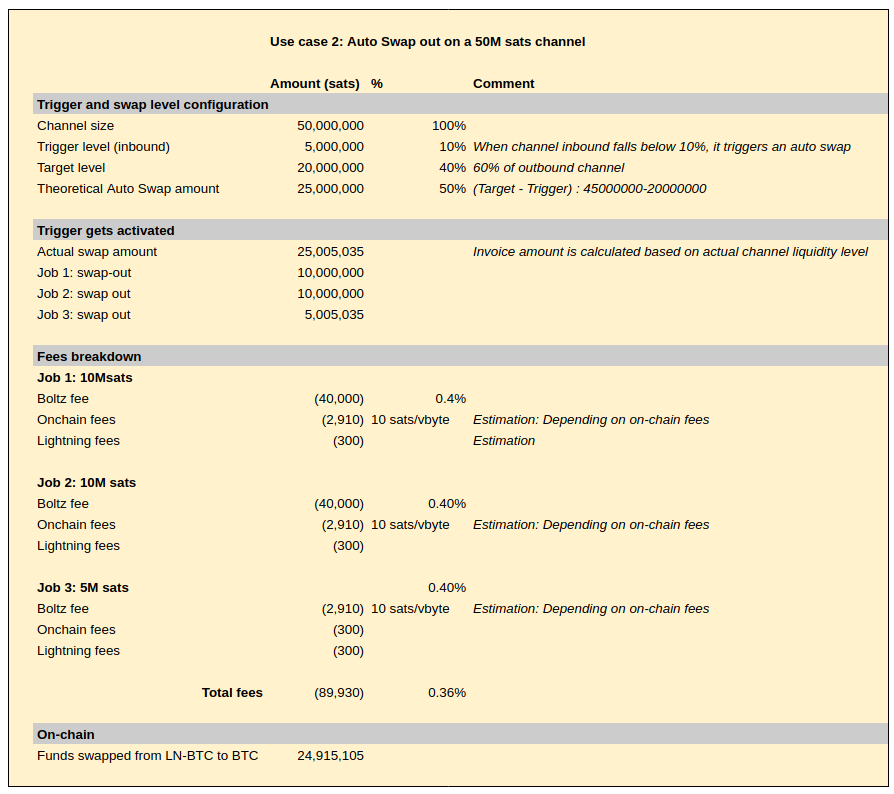 Use case 2: Auto Swap out on a 50M sats channel
Amount (sats) % Comment
Trigger and swap level configuration
Channel size 50,000,000 100%
Trigger level (inbound) 5,000,000 10% When channel inbound falls below 10%, it triggers an auto swap
Target level 20,000,000 40% 60% of outbound channel
Theoretical Auto Swap amount 25,000,000 50% (Target - Trigger) : 45000000-20000000
Trigger gets activated
Actual swap amount 25,005,035 Invoice amount is calculated based on actual channel liquidity level
Job 1: swap-out 10,000,000
Job 2: swap out 10,000,000
Job 3: swap out 5,005,035
Fees breakdown
Job 1: 10Msats
Boltz fee (40,000) 0.4%
Onchain fees (2,910) 10 sats/vbyte Estimation: Depending on on-chain fees
Lightning fees (300) Estimation
Job 2: 10M sats
Boltz fee (40,000) 0.40%
Onchain fees (2,910) 10 sats/vbyte Estimation: Depending on on-chain fees
Lightning fees (300)
Job 3: 5M sats 0.40%
Boltz fee (2,910) 10 sats/vbyte Estimation: Depending on on-chain fees
Onchain fees (300)
Lightning fees (300)
Total fees (89,930) 0.36%
On-chain
Funds swapped from LN-BTC to BTC 24,915,105